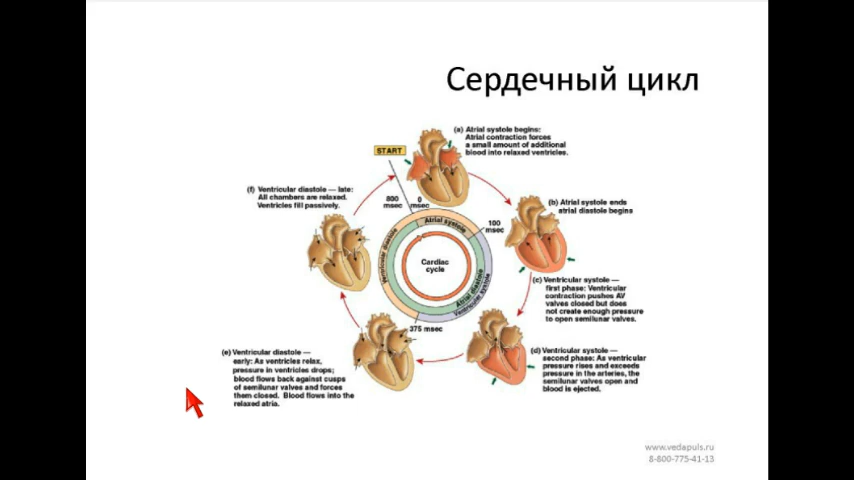 Сердечный цикл
(a) Atrial systole begins:
Atrial contraction forces
a small amount of additional
blood into relaxed ventricles.
START
(f) Ventricular diastole — late:
All chambers are relaxed.
Ventricles fill passively.
800
msec
0
msec
(b) Atrial systole ends
atrial diastole begins
100
msec
Atrial systole
Ventricular diastole
Cardiac
cycle
Atrial diastole
Ventricular systole
(c) Ventricular systole —
first phase: Ventricular
contraction pushes AV
valves closed but does
not create enough pressure
to open semilunar valves.
375 msec
(e) Ventricular diastole —
early: As ventricles relax,
pressure in ventricles drops;
blood flows back against cusps
of semilunar valves and forces
them closed. Blood flows into the
relaxed atria.
(d) Ventricular systole —
second phase: As ventricular
pressure rises and exceeds
pressure in the arteries, the
semilunar valves open and
blood is ejected.
www.vedapuls.ru
8-800-775-41-13